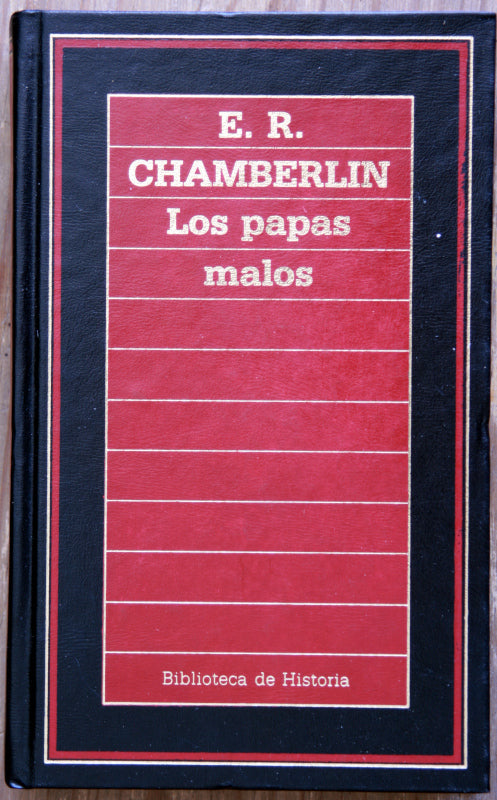 E. R.
CHAMBERLIN
Los papas
malos
Biblioteca de Historia